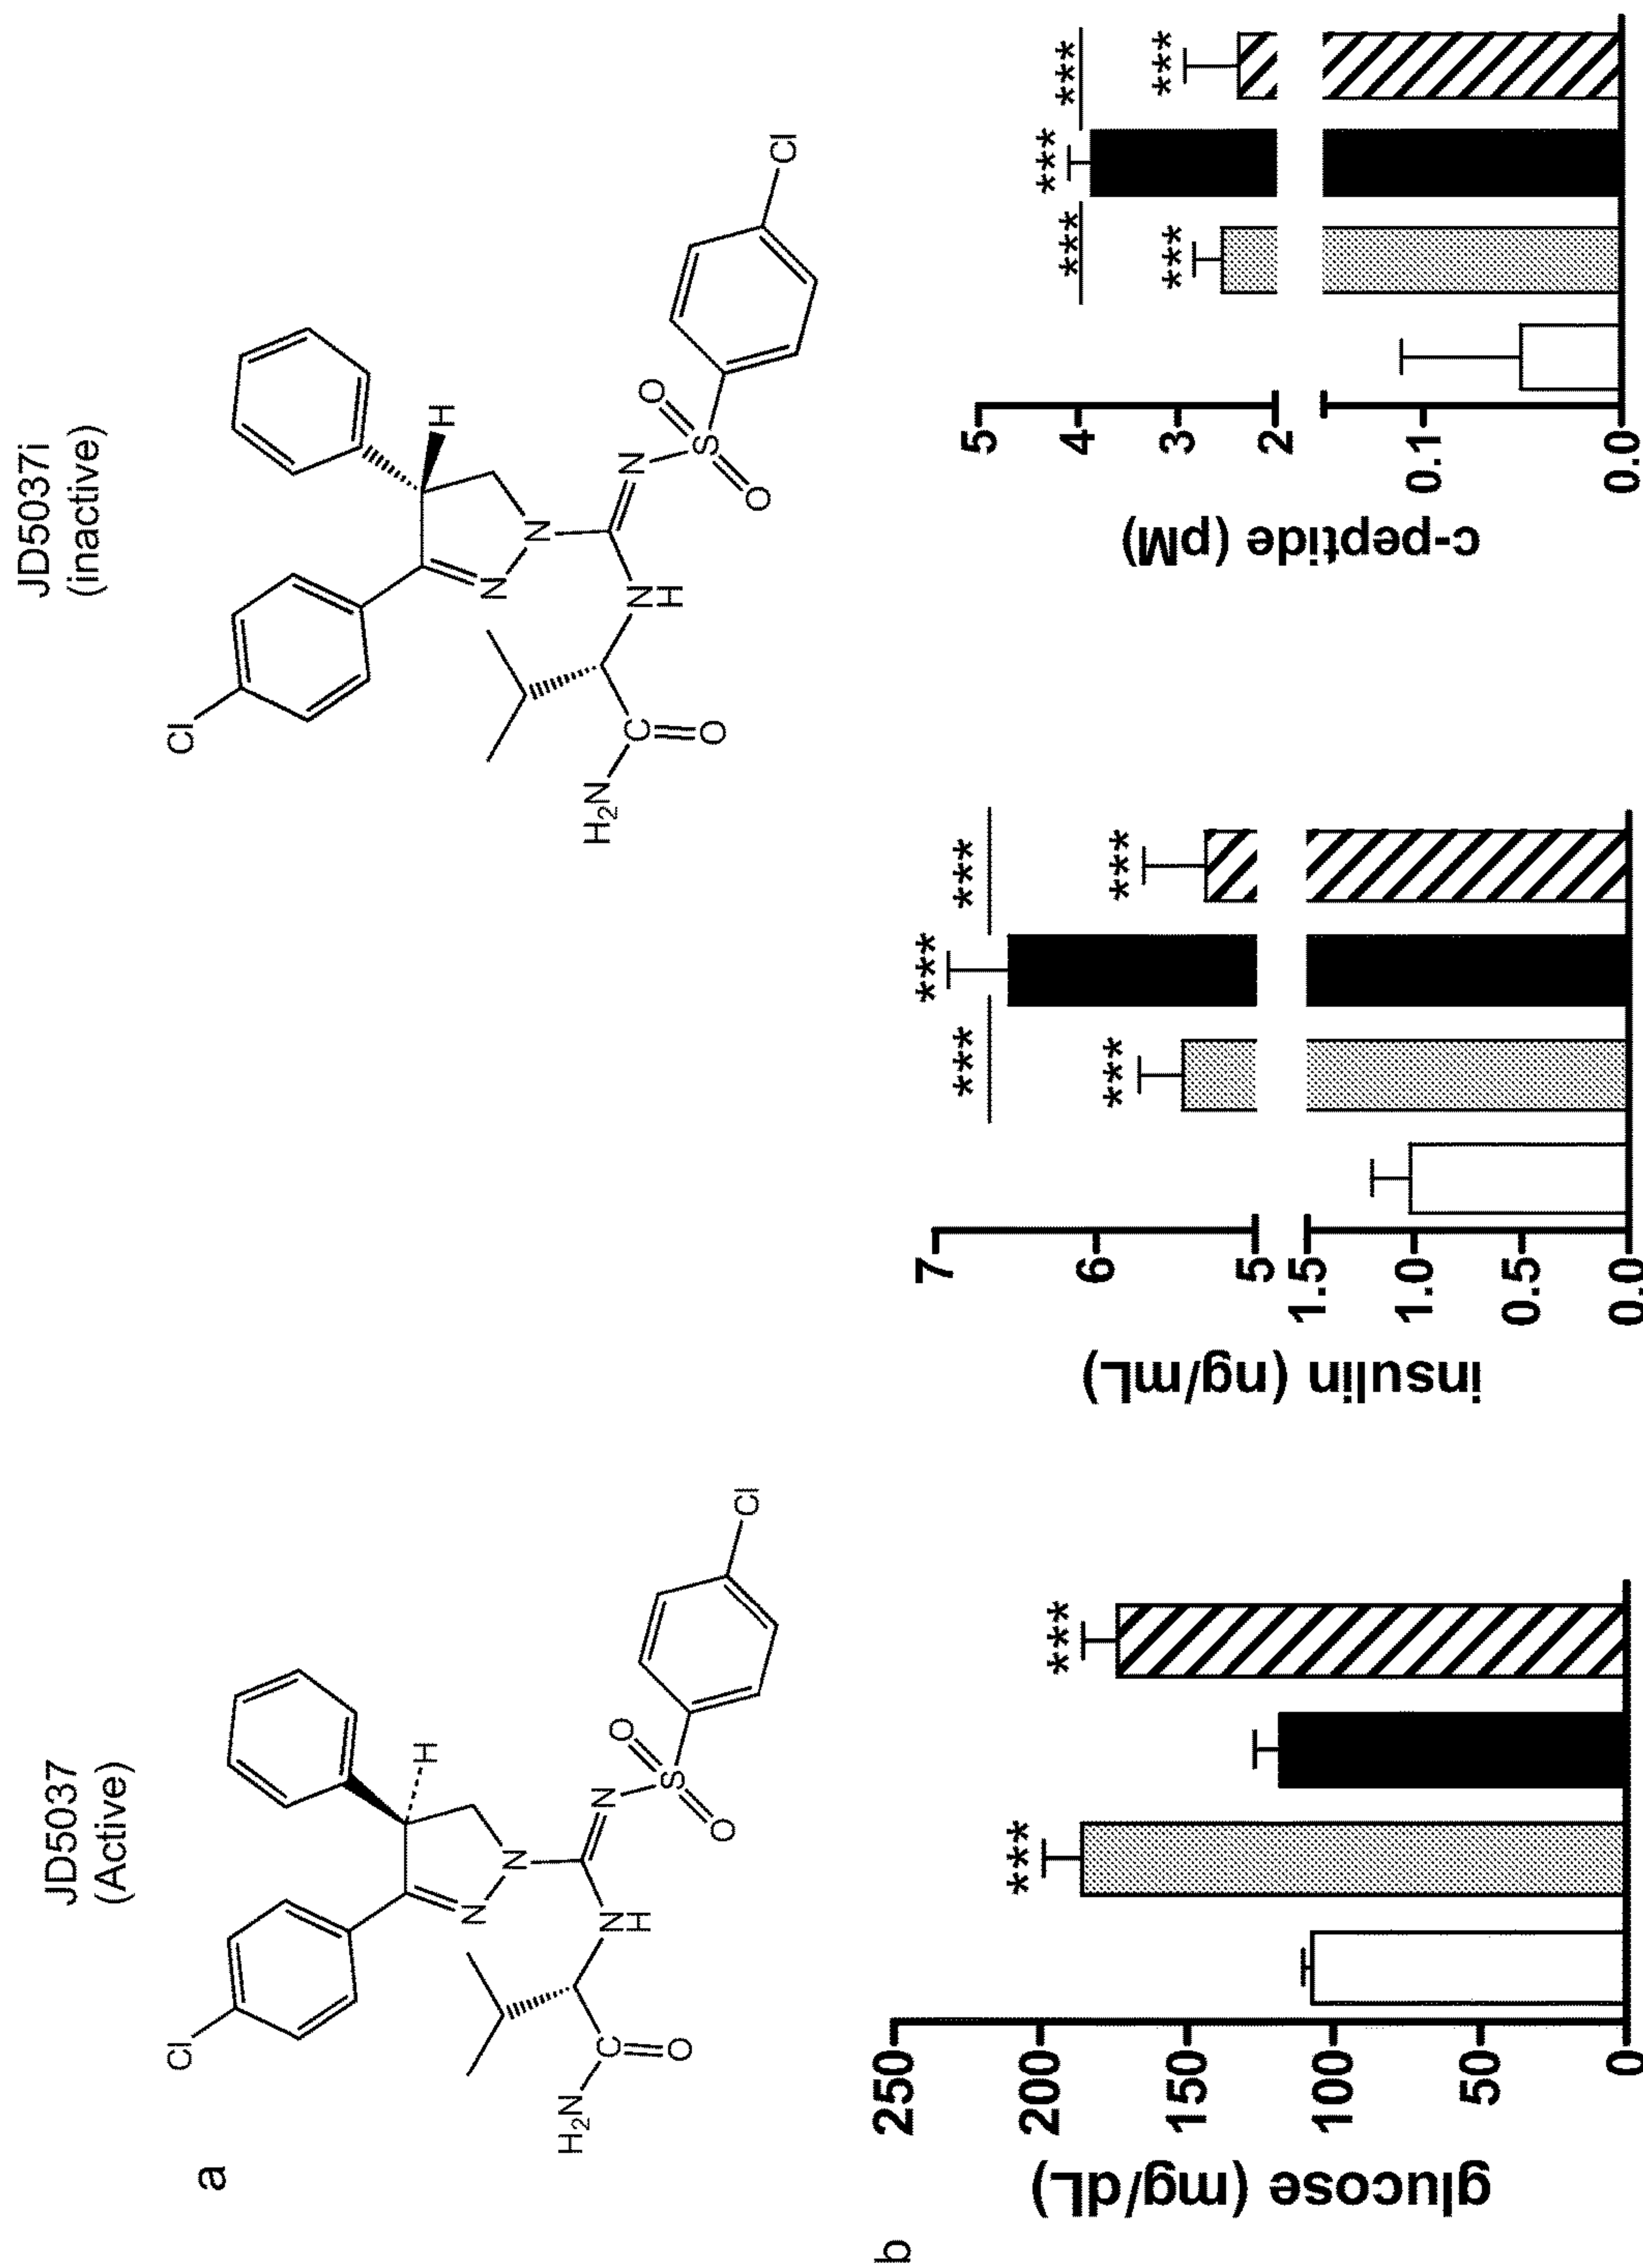 a
JD5037
(Active)
Cl
H
N
N
NH
N
H2N
C
O
O
S
O
Cl
JD5037i
(inactive)
Cl
H
N
N
NH
N
H2N
C
O
O
S
O
Cl
b
glucose (mg/dL)
250
200
150
100
50
0
***
***
insulin (ng/mL)
7
6
5
1.5
1.0
0.5
0.0
***
***
***
***
***
c-peptide (pM)
5
4
3
2
0.1
0.0
***
***
***
***
***